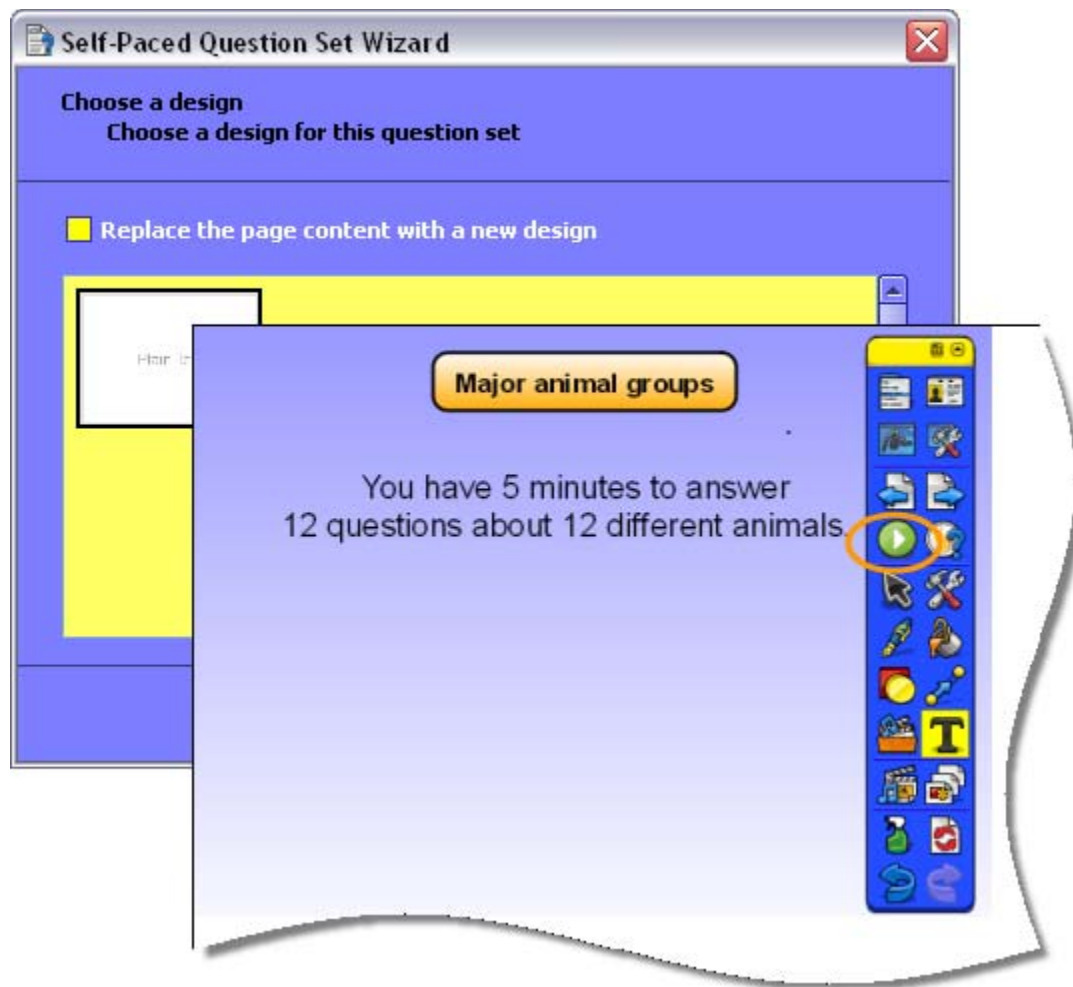 Self-Paced Question Set Wizard
Choose a design
Choose a design for this question set
Replace the page content with a new design
Plain
Major animal groups
You have 5 minutes to answer
12 questions about 12 different animals.
T